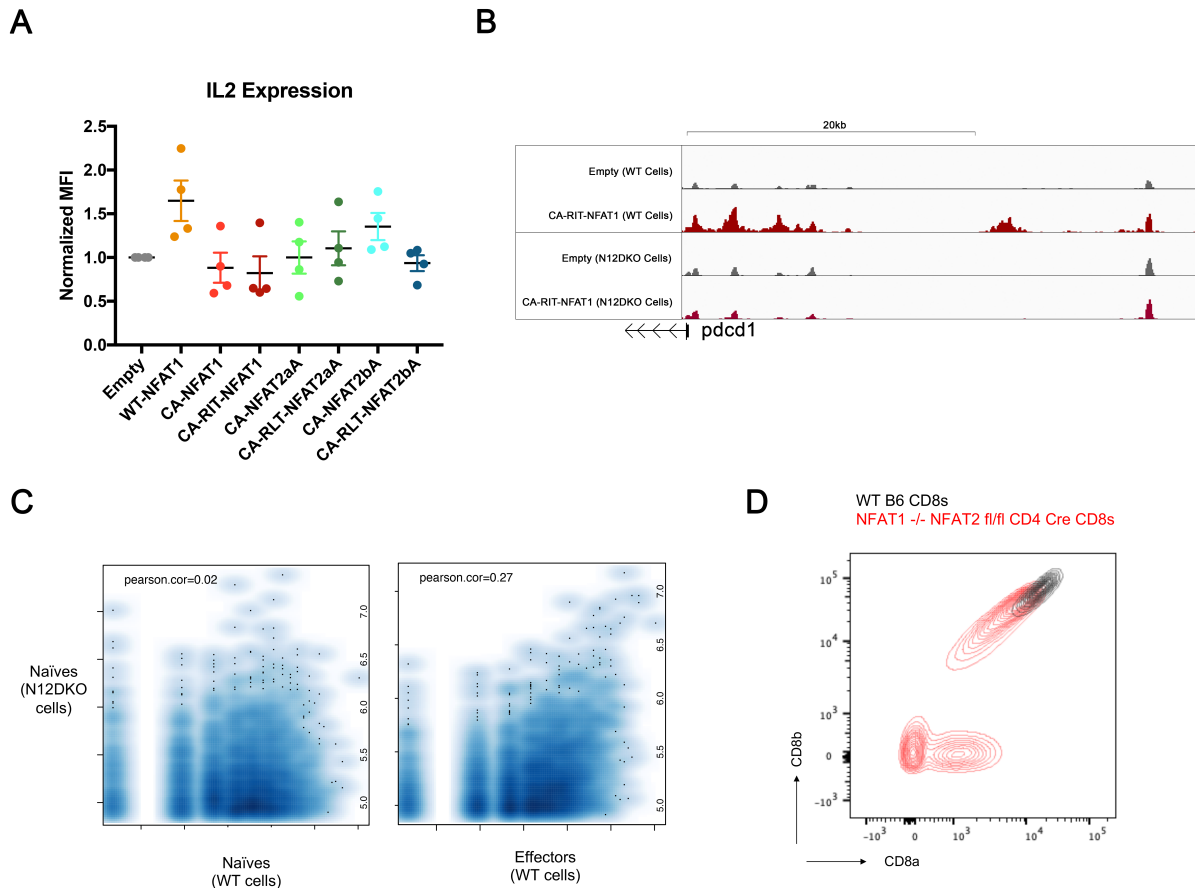 A
B
IL2 Expression
Normalized MFI
2.5
2.0
1.5
1.0
0.5
0.0
Empty
WT-NFAT1
CA-NFAT1
CA-RIT-NFAT1
CA-NFAT2aA
CA-RLT-NFAT2aA
CA-NFAT2bA
CA-RLT-NFAT2bA
20kb
Empty (WT Cells)
CA-RIT-NFAT1 (WT Cells)
Empty (N12DKO Cells)
CA-RIT-NFAT1 (N12DKO Cells)
pdcd1
C
D
pearson.cor=0.02
7.0
6.5
6.0
5.5
5.0
Naïves
(N12DKO
cells)
Naïves
(WT cells)
pearson.cor=0.27
7.0
6.5
6.0
5.5
5.0
Effectors
(WT cells)
WT B6 CD8s
NFAT1 -/- NFAT2 fl/fl CD4 Cre CD8s
10^5
10^4
10^3
0
-10^3
CD8b
-10^3 0 10^3 10^4 10^5
CD8a